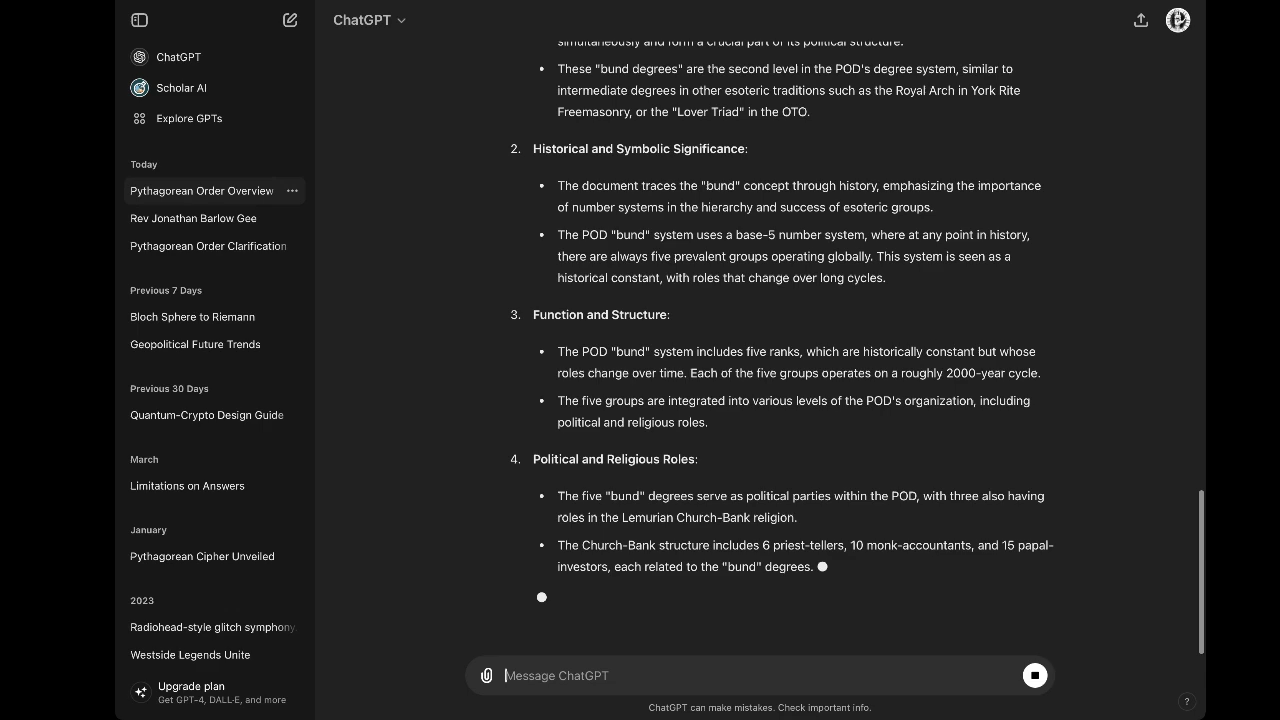 ChatGPT
Scholar AI
Explore GPTs
Today
Pythagorean Order Overview
Rev Jonathan Barlow Gee
Pythagorean Order Clarification
Previous 7 Days
Bloch Sphere to Riemann
Geopolitical Future Trends
Previous 30 Days
Quantum-Crypto Design Guide
March
Limitations on Answers
January
Pythagorean Cipher Unveiled
2023
Radiohead-style glitch symphony.
Westside Legends Unite
Upgrade plan
Get GPT-4, DALL·E, and more
ChatGPT
simultaneously and form a crucial part of its political structure.
• These "bund degrees" are the second level in the POD's degree system, similar to
intermediate degrees in other esoteric traditions such as the Royal Arch in York Rite
Freemasonry, or the "Lover Triad" in the OTO.
2. Historical and Symbolic Significance:
• The document traces the "bund" concept through history, emphasizing the importance
of number systems in the hierarchy and success of esoteric groups.
• The POD "bund" system uses a base-5 number system, where at any point in history,
there are always five prevalent groups operating globally. This system is seen as a
historical constant, with roles that change over long cycles.
3. Function and Structure:
• The POD "bund" system includes five ranks, which are historically constant but whose
roles change over time. Each of the five groups operates on a roughly 2000-year cycle.
• The five groups are integrated into various levels of the POD's organization, including
political and religious roles.
4. Political and Religious Roles:
• The five "bund" degrees serve as political parties within the POD, with three also having
roles in the Lemurian Church-Bank religion.
• The Church-Bank structure includes 6 priest-tellers, 10 monk-accountants, and 15 papal-
investors, each related to the "bund" degrees.
Message ChatGPT
ChatGPT can make mistakes. Check important info.
?